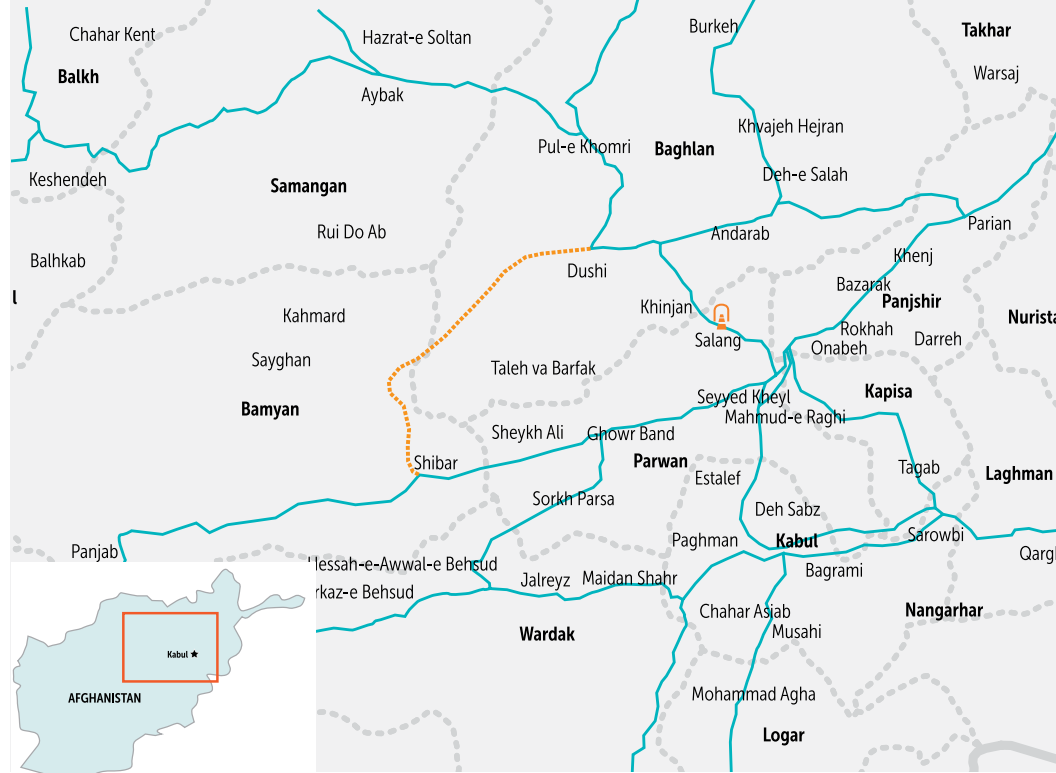 Burkeh
Takhar
Chahar Kent
Hazrat-e Soltan
Balkh
Warsaj
Aybak
Khvajeh Hejran
Pul-e Khomri
Baghlan
Keshendeh
Deh-e Salah
Samangan
Rui Do Ab
Andarab
Parian
Balhkab
Khenj
Dushi
Bazarak
l
Panjshir
Kahmard
Khinjan
Nurista
Rokhah
Salang
Onabeh
Darreh
Sayghan
Taleh va Barfak
Kapisa
Seyyed Kheyl
Bamyan
Mahmud-e Raghi
Sheykh Ali
Ghowr Band
Shibar
Parwan
Tagab
Laghman
Estalef
Sorkh Parsa
Deh Sabz
Panjab
Paghman
Kabul
Sarowbi
Qargh
Hessah-e-Awwal-e Behsud
Bagrami
Jalreyz
Maidan Shahr
rkaz-e Behsud
Chahar Asjab
Nangarhar
Wardak
Musahi
Kabul
AFGHANISTAN
Mohammad Agha
Logar